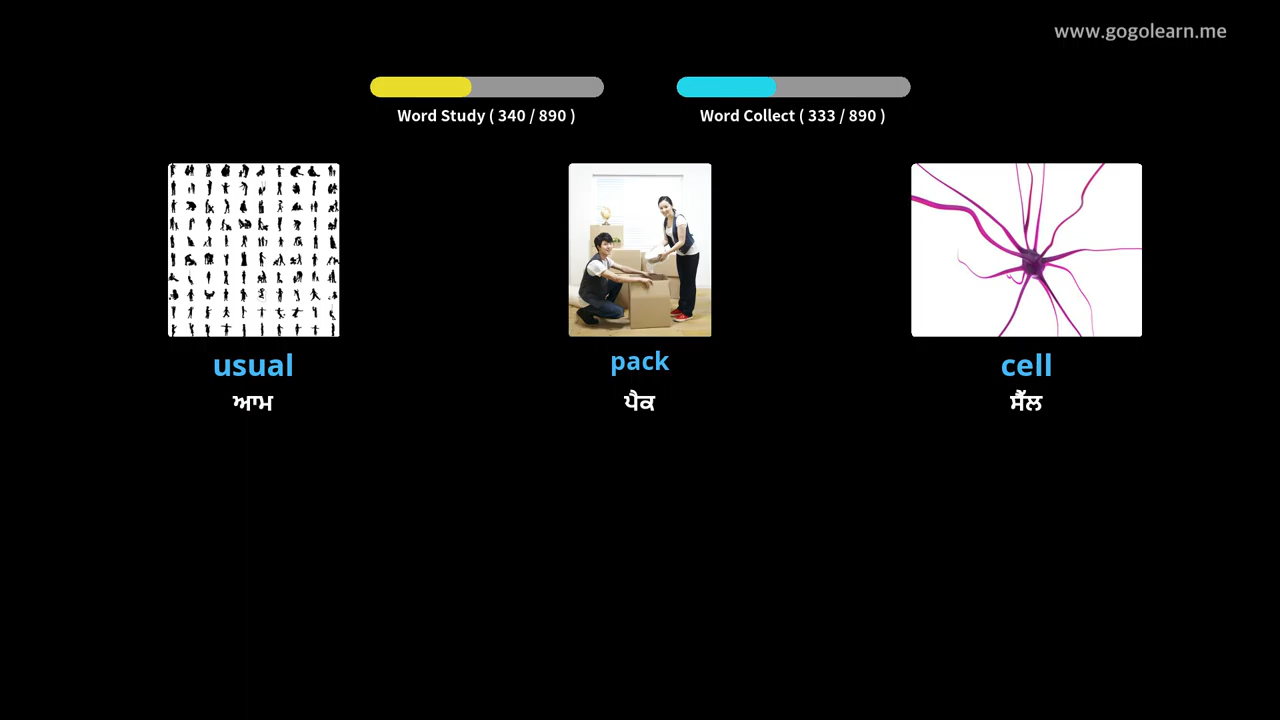 www.gogolearn.me
Word Study ( 340 / 890 )
Word Collect ( 333 / 890 )
usual
pack
cell
ਆਮ
ਪੈਕ
ਸੈੱਲ